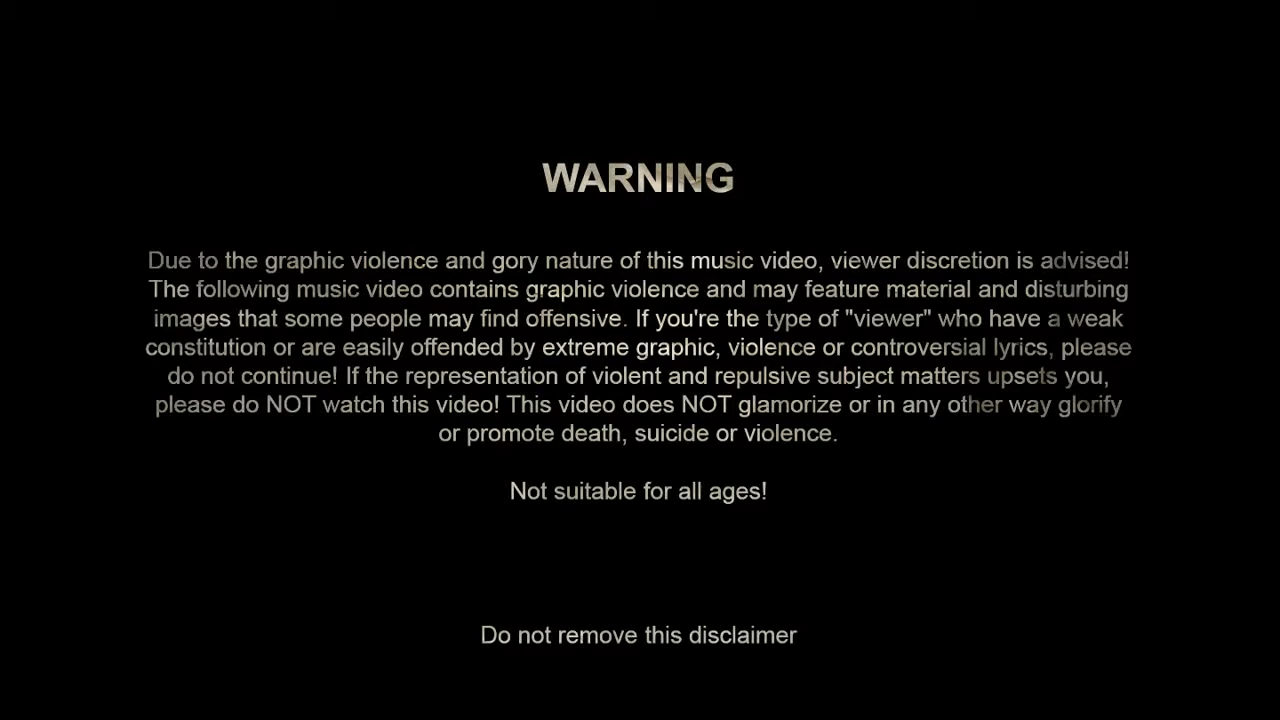 WARNING
Due to the graphic violence and gory nature of this music video, viewer discretion is advised!
The following music video contains graphic violence and may feature material and disturbing
images that some people may find offensive. If you're the type of "viewer" who have a weak
constitution or are easily offended by extreme graphic, violence or controversial lyrics, please
do not continue! If the representation of violent and repulsive subject matters upsets you,
please do NOT watch this video! This video does NOT glamorize or in any other way glorify
or promote death, suicide or violence.
Not suitable for all ages!
Do not remove this disclaimer